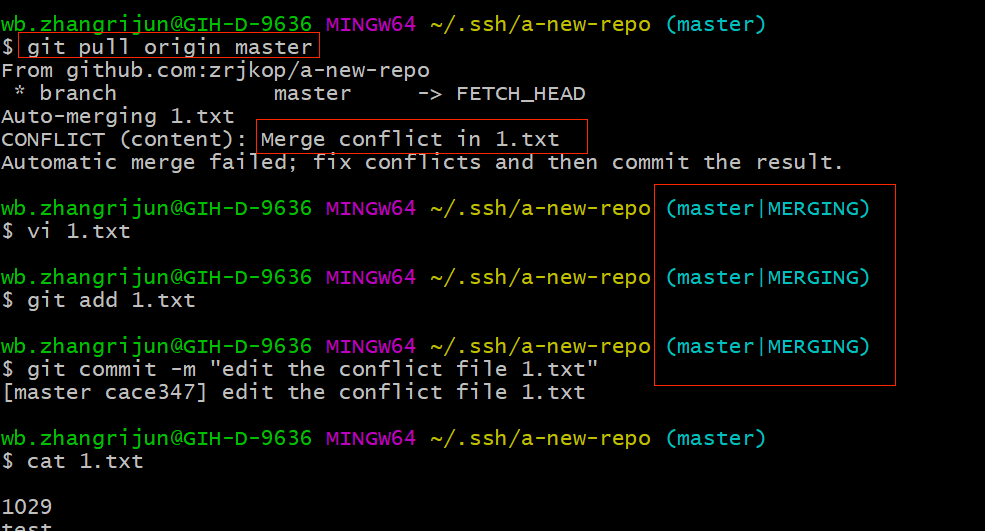 wb.zhangrijun@GIH-D-9636 MINGW64 ~/.ssh/a-new-repo (master)
$ git pull origin master
From github.com:zrjkop/a-new-repo
 * branch            master     -> FETCH_HEAD
Auto-merging 1.txt
CONFLICT (content): Merge conflict in 1.txt
Automatic merge failed; fix conflicts and then commit the result.
wb.zhangrijun@GIH-D-9636 MINGW64 ~/.ssh/a-new-repo (master|MERGING)
$ vi 1.txt
wb.zhangrijun@GIH-D-9636 MINGW64 ~/.ssh/a-new-repo (master|MERGING)
$ git add 1.txt
wb.zhangrijun@GIH-D-9636 MINGW64 ~/.ssh/a-new-repo (master|MERGING)
$ git commit -m "edit the conflict file 1.txt"
[master cace347] edit the conflict file 1.txt
wb.zhangrijun@GIH-D-9636 MINGW64 ~/.ssh/a-new-repo (master)
$ cat 1.txt
1029
test